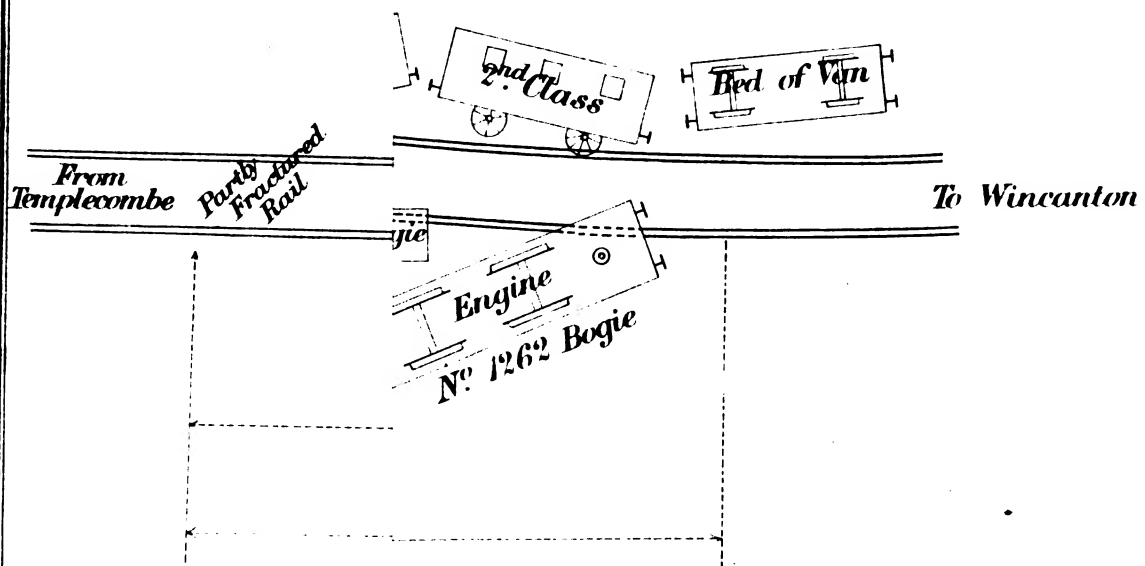 2nd. Class
Bed of Van
From
Templecombe
Partly
Fractured
Rail
To Wincanton
gie
Engine
No. 1262 Bogie